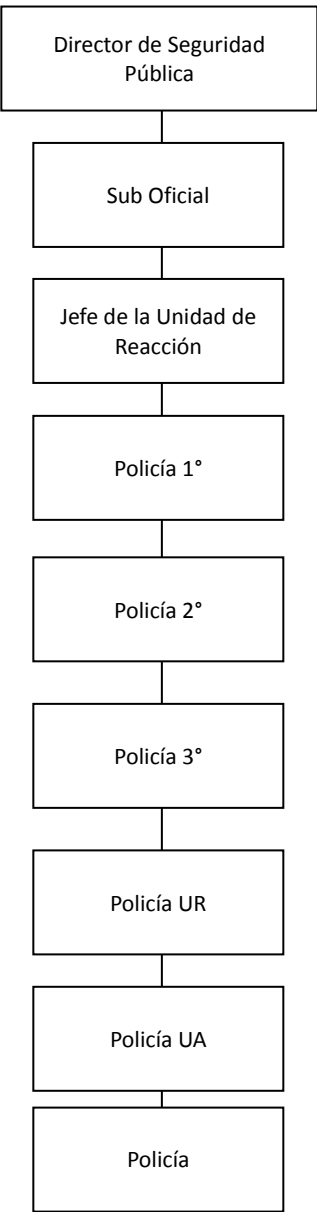 Director de Seguridad
Pública
Sub Oficial
Jefe de la Unidad de
Reacción
Policía 1°
Policía 2°
Policía 3°
Policía UR
Policía UA
Policía